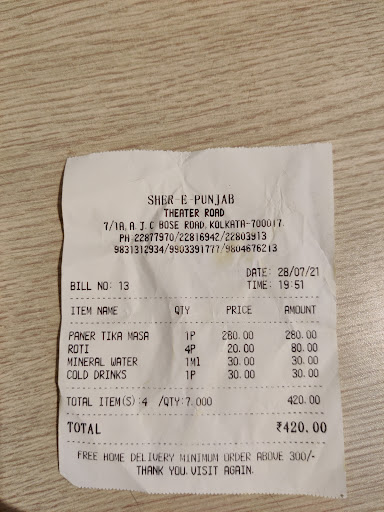 SHER-E-PUNJAB
THEATER ROAD
7/1A, A. J. C BOSE ROAD, KOLKATA-700017.
PH-22877970/22816942/22803913
9831312934/9903391777/9804676213
DATE: 28/07/21
BILL NO: 13 TIME: 19:51
ITEM NAME QTY PRICE AMOUNT
PANER TIKA MASA 1P 280.00 280.00
ROTI 4P 20.00 80.00
MINERAL WATER 1Ml 30.00 30.00
COLD DRINKS 1P 30.00 30.00
TOTAL ITEM(S):4 /QTY:7.000 420.00
TOTAL ₹420.00
FREE HOME DELIVERY MINIMUM ORDER ABOVE 300/-
THANK YOU, VISIT AGAIN.